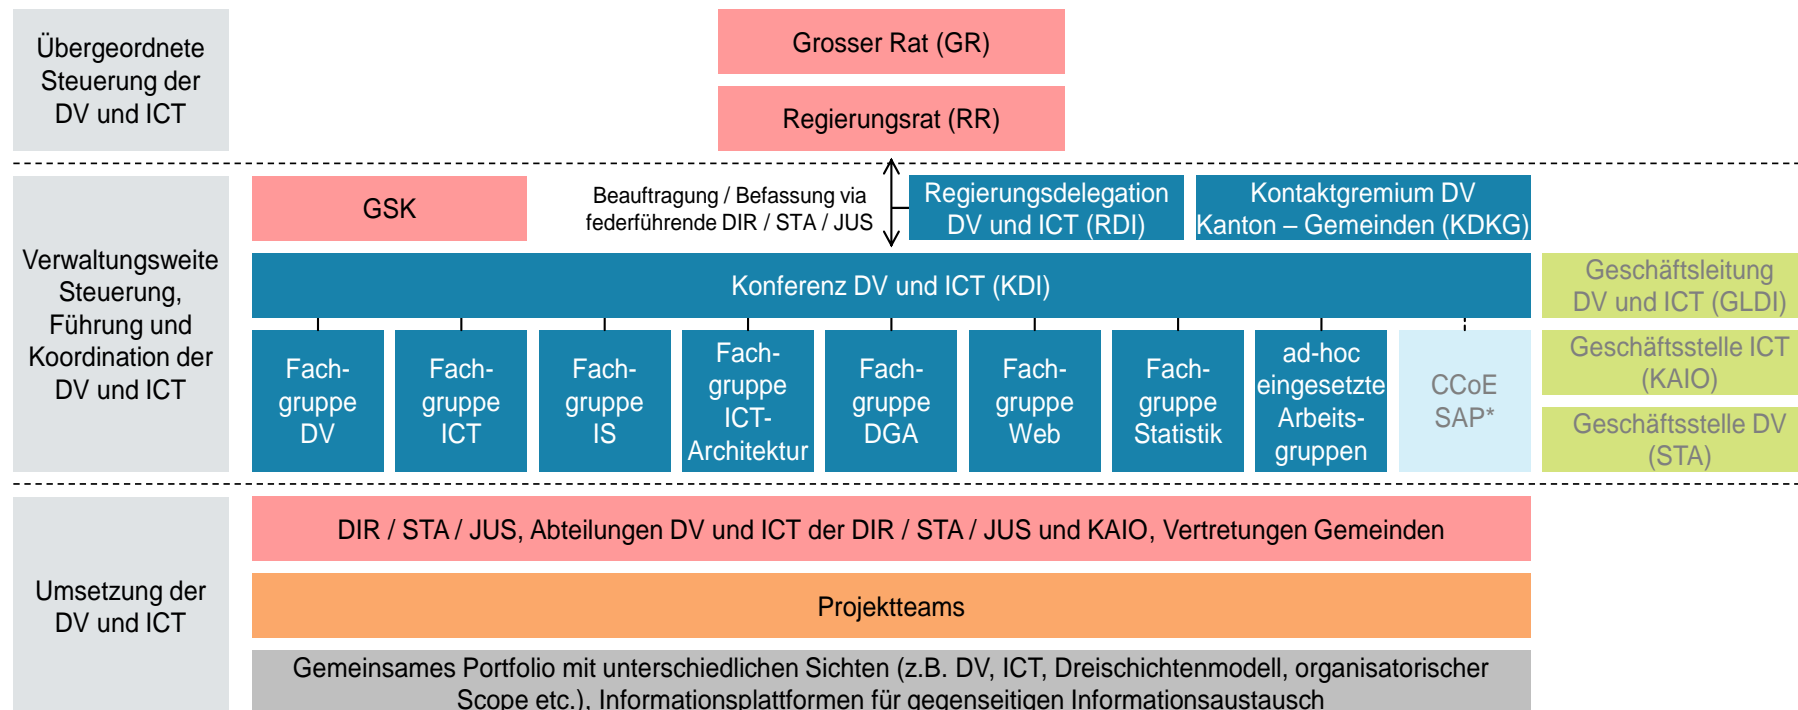 Übergeordnete
Steuerung der
DV und ICT
Grosser Rat (GR)
Regierungsrat (RR)
Verwaltungsweite
Steuerung,
Führung und
Koordination der
DV und ICT
GSK
Beauftragung / Befassung via
federführende DIR / STA / JUS
Regierungsdelegation
DV und ICT (RDI)
Kontaktgremium DV
Kanton – Gemeinden (KDKG)
Konferenz DV und ICT (KDI)
Fach-
gruppe
DV
Fach-
gruppe
ICT
Fach-
gruppe
IS
Fach-
gruppe
ICT-
Architektur
Fach-
gruppe
DGA
Fach-
gruppe
Web
Fach-
gruppe
Statistik
ad-hoc
eingesetzte
Arbeits-
gruppen
CCoE
SAP*
Geschäftsleitung
DV und ICT (GLDI)
Geschäftsstelle ICT
(KAIO)
Geschäftsstelle DV
(STA)
Umsetzung der
DV und ICT
DIR / STA / JUS, Abteilungen DV und ICT der DIR / STA / JUS und KAIO, Vertretungen Gemeinden
Projektteams
Gemeinsames Portfolio mit unterschiedlichen Sichten (z.B. DV, ICT, Dreischichtenmodell, organisatorischer
Scope etc.), Informationsplattformen für gegenseitigen Informationsaustausch